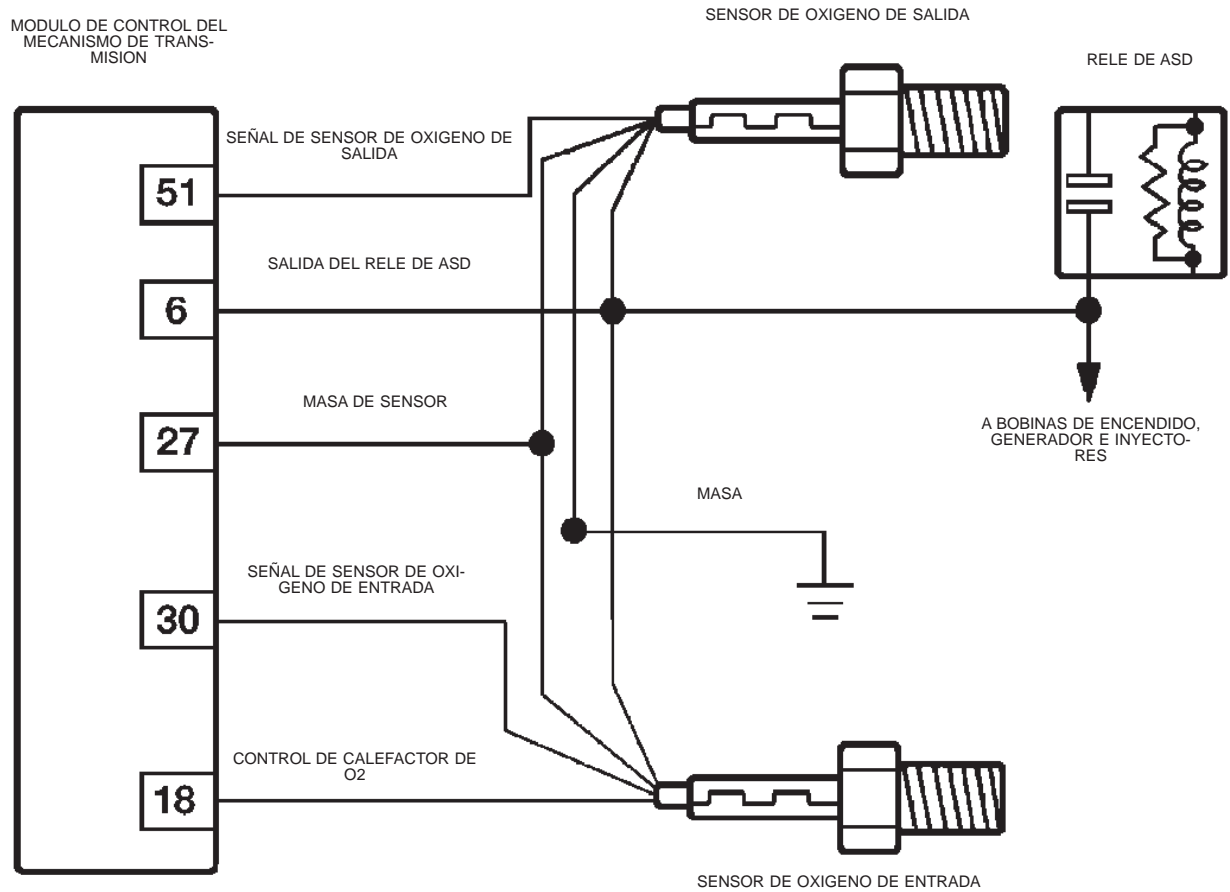 SENSOR DE OXIGENO DE SALIDA
MODULO DE CONTROL DEL
MECANISMO DE TRANS-
MISION
RELE DE ASD
SEÑAL DE SENSOR DE OXIGENO DE
SALIDA
51
SALIDA DEL RELE DE ASD
6
MASA DE SENSOR
27
A BOBINAS DE ENCENDIDO,
GENERADOR E INYECTO-
RES
MASA
SEÑAL DE SENSOR DE OXI-
GENO DE ENTRADA
30
CONTROL DE CALEFACTOR DE
O2
18
SENSOR DE OXIGENO DE ENTRADA